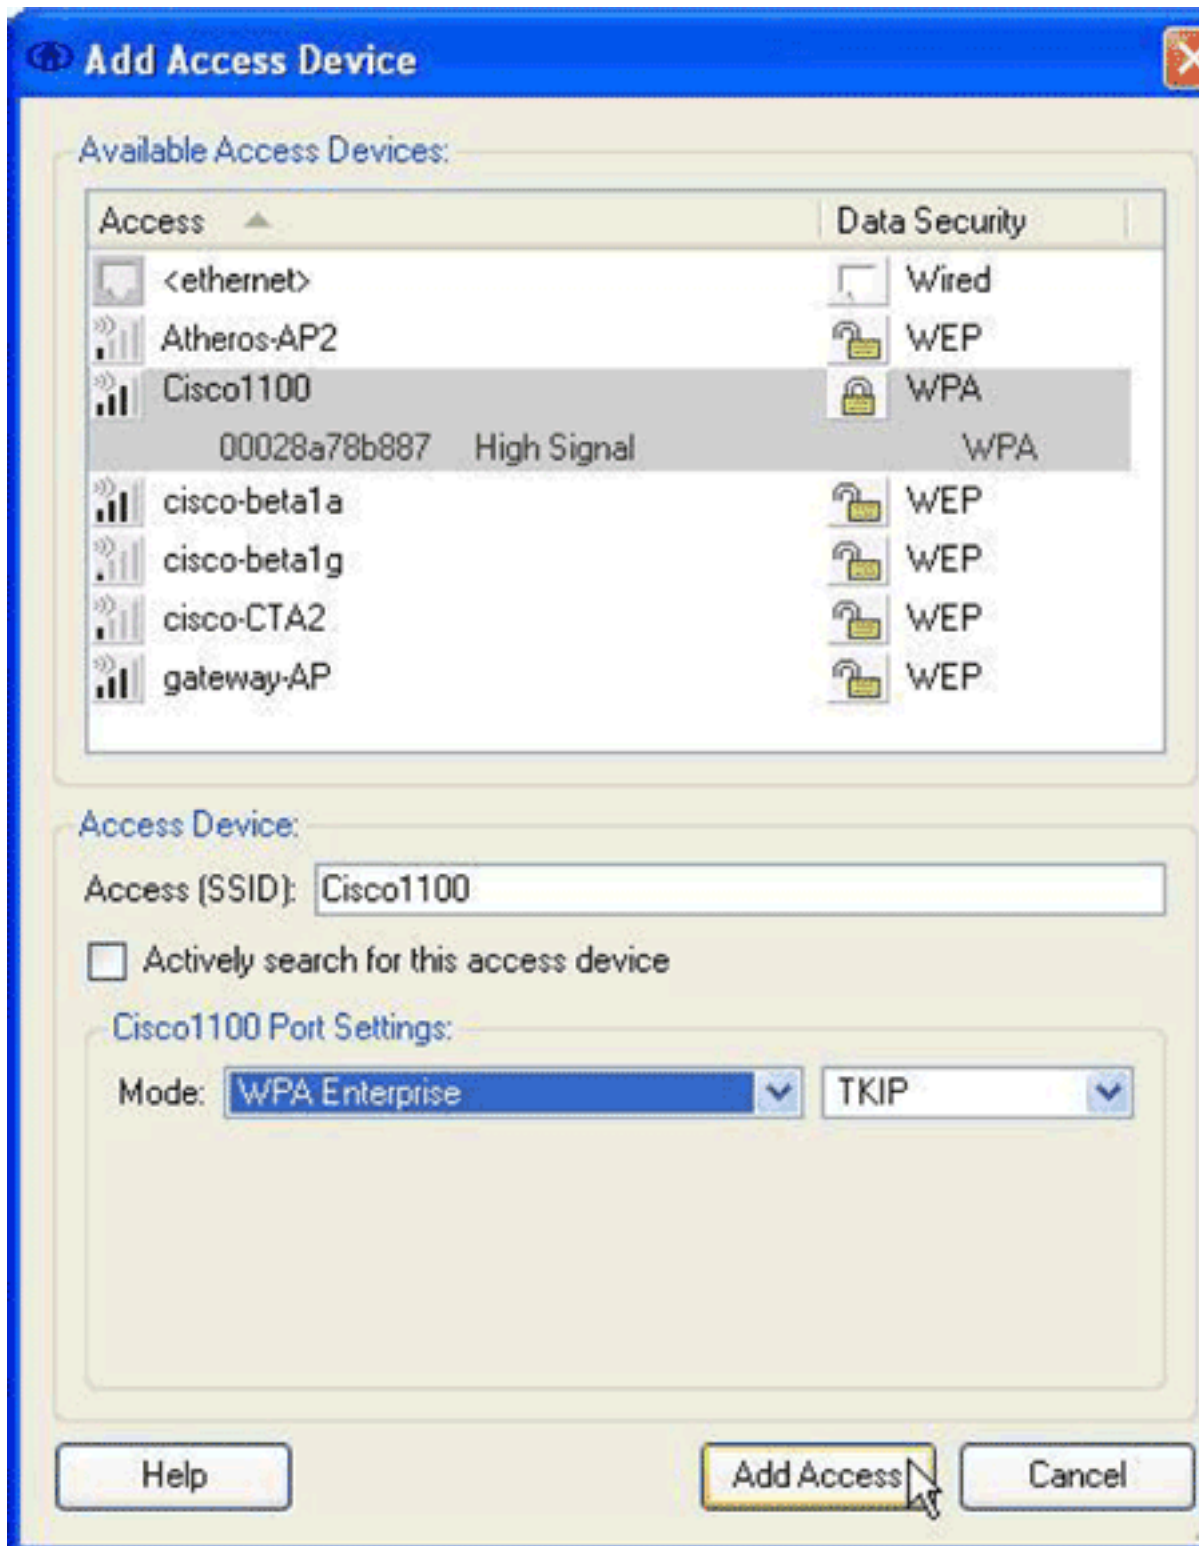 Add Access Device
Available Access Devices:
Access Data Security
<ethernet> Wired
Atheros-AP2 WEP
Cisco1100 WPA
00028a78b887 High Signal WPA
cisco-beta1a WEP
cisco-beta1g WEP
cisco-CTA2 WEP
gateway-AP WEP
Access Device:
Access (SSID): Cisco1100
Actively search for this access device
Cisco1100 Port Settings:
Mode: WPA Enterprise TKIP
Help Add Access Cancel